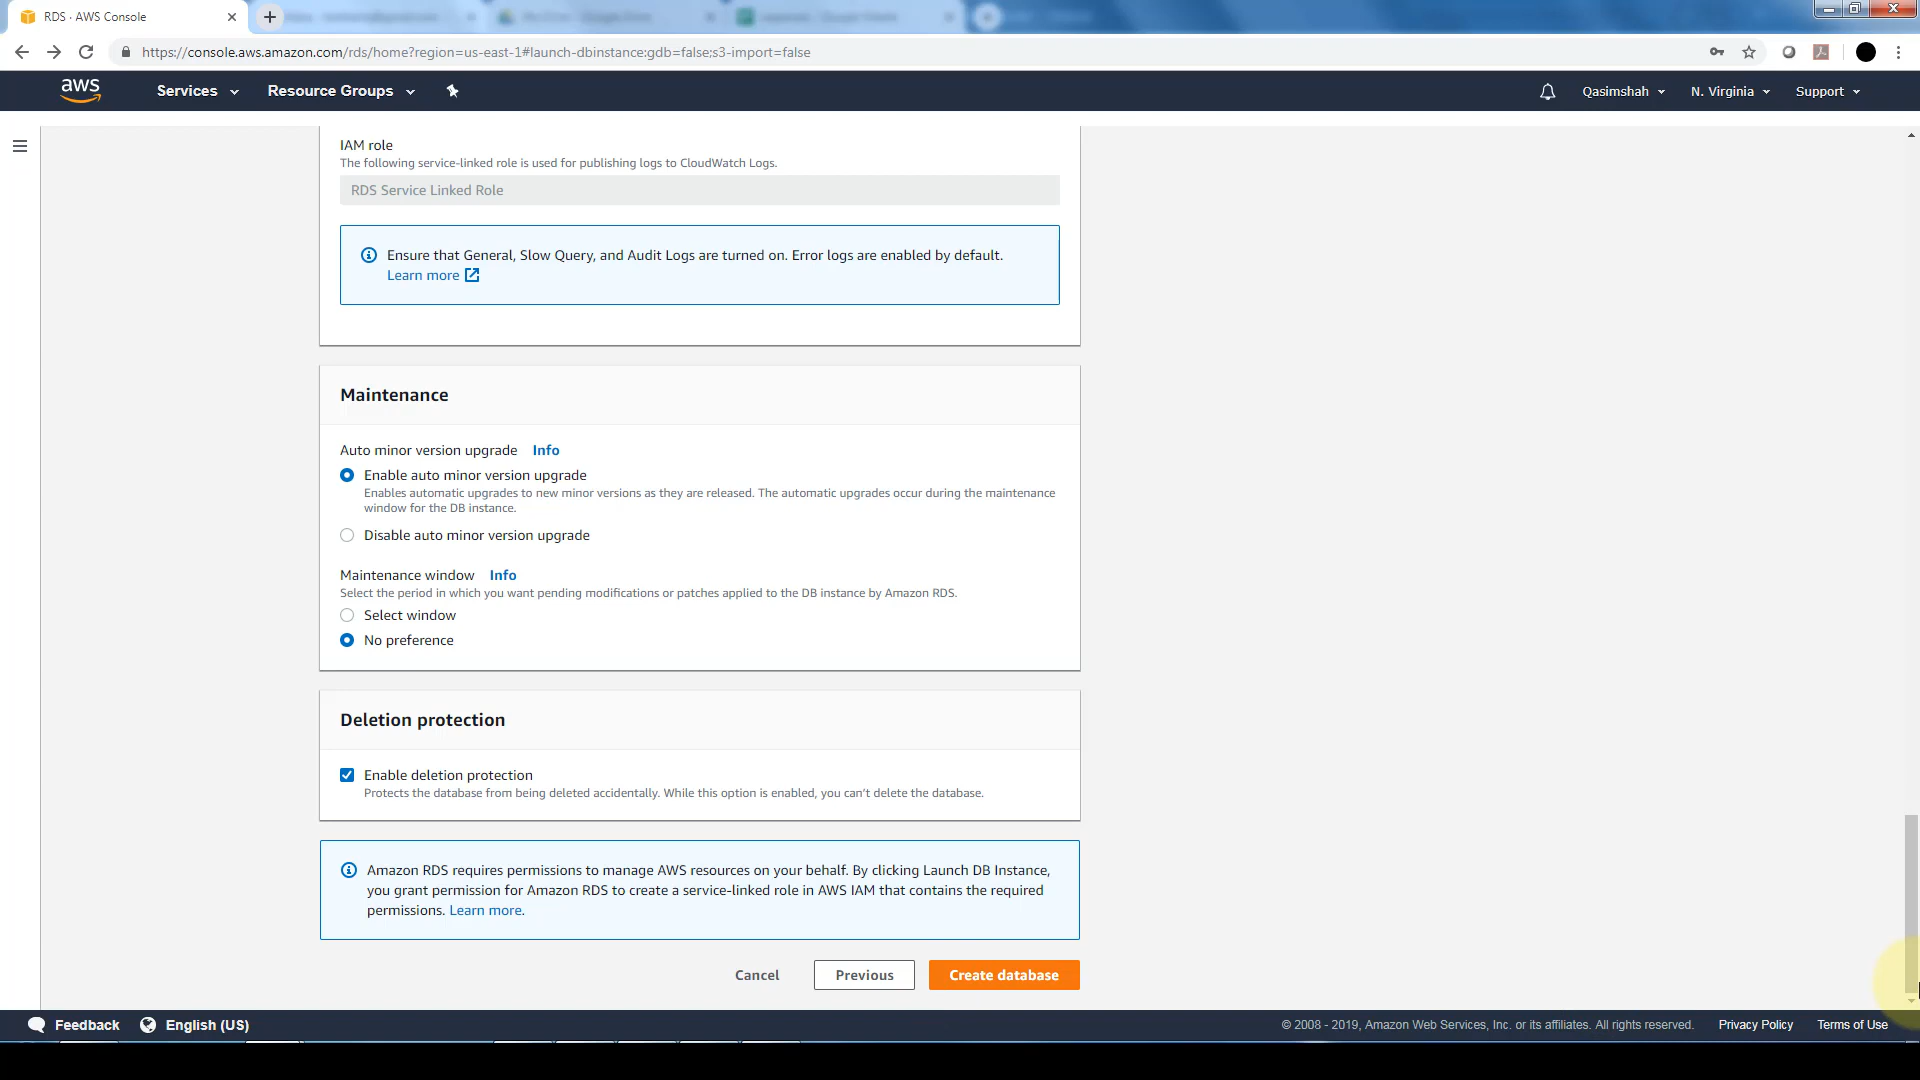 RDS · AWS Console
https://console.aws.amazon.com/rds/home?region=us-east-1#launch-dbinstance:gdb=false;s3-import=false
aws Services Resource Groups Qasimshah N. Virginia Support
IAM role
The following service-linked role is used for publishing logs to CloudWatch Logs.
RDS Service Linked Role
Ensure that General, Slow Query, and Audit Logs are turned on. Error logs are enabled by default.
Learn more
Maintenance
Auto minor version upgrade Info
Enable auto minor version upgrade
Enables automatic upgrades to new minor versions as they are released. The automatic upgrades occur during the maintenance
window for the DB instance.
Disable auto minor version upgrade
Maintenance window Info
Select the period in which you want pending modifications or patches applied to the DB instance by Amazon RDS.
Select window
No preference
Deletion protection
Enable deletion protection
Protects the database from being deleted accidentally. While this option is enabled, you can't delete the database.
Amazon RDS requires permissions to manage AWS resources on your behalf. By clicking Launch DB Instance,
you grant permission for Amazon RDS to create a service-linked role in AWS IAM that contains the required
permissions. Learn more.
Cancel Previous Create database
Feedback English (US) © 2008 - 2019, Amazon Web Services, Inc. or its affiliates. All rights reserved. Privacy Policy Terms of Use